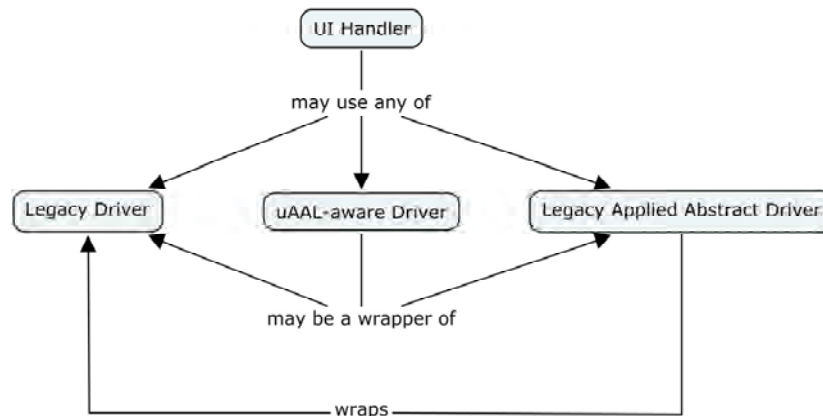 UI Handler
may use any of
Legacy Driver
uAAL-aware Driver
Legacy Applied Abstract Driver
may be a wrapper of
wraps